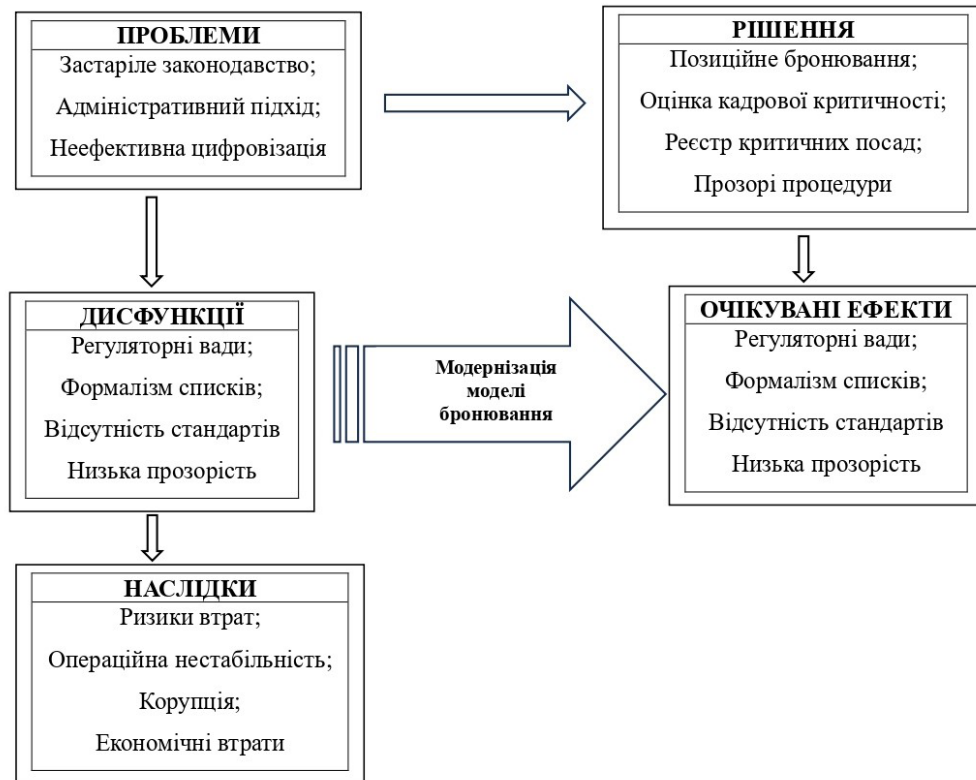 ПРОБЛЕМИ
Застаріле законодавство;
Адміністративний підхід;
Неефективна цифровізація
РІШЕННЯ
Позиційне бронювання;
Оцінка кадрової критичності;
Реєстр критичних посад;
Прозорі процедури
ДИСФУНКЦІЇ
Регуляторні вади;
Формалізм списків;
Відсутність стандартів
Низька прозорість
Модернізація
моделі
бронювання
ОЧІКУВАНІ ЕФЕКТИ
Регуляторні вади;
Формалізм списків;
Відсутність стандартів
Низька прозорість
НАСЛІДКИ
Ризики втрат;
Операційна нестабільність;
Корупція;
Економічні втрати